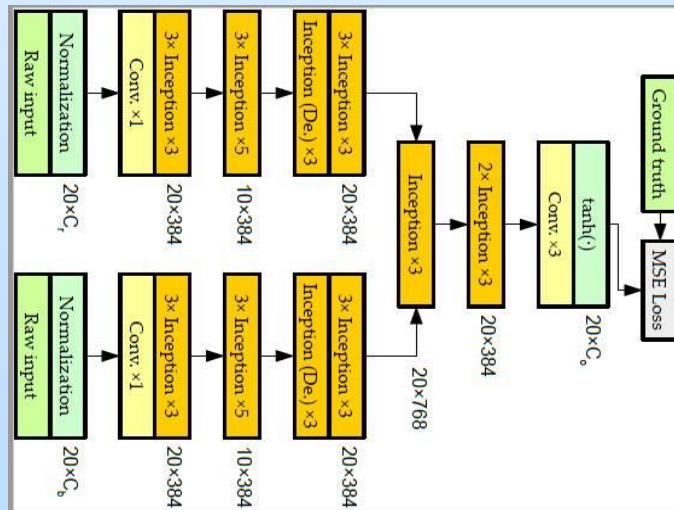 Ground truth
MSE Loss
tanh(·)
Conv. ×3
20×Cₒ
2× Inception ×3
20×384
Inception ×3
20×768
3× Inception ×3
Inception (De.) ×3
20×384
3× Inception ×3
Inception (De.) ×3
20×384
3× Inception ×5
10×384
3× Inception ×5
10×384
3× Inception ×3
Conv. ×1
20×384
3× Inception ×3
Conv. ×1
20×384
Normalization
Raw input
20×Cᵣ
Normalization
Raw input
20×C_b